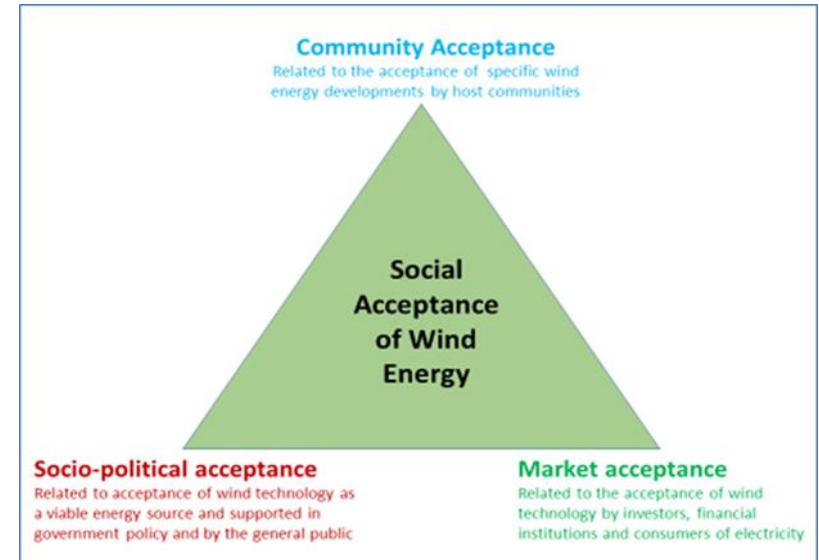 Community Acceptance
Related to the acceptance of specific wind
energy developments by host communities
Social
Acceptance
of Wind
Energy
Socio-political acceptance
Related to acceptance of wind technology as
a viable energy source and supported in
government policy and by the general public
Market acceptance
Related to the acceptance of wind
technology by investors, financial
institutions and consumers of electricity